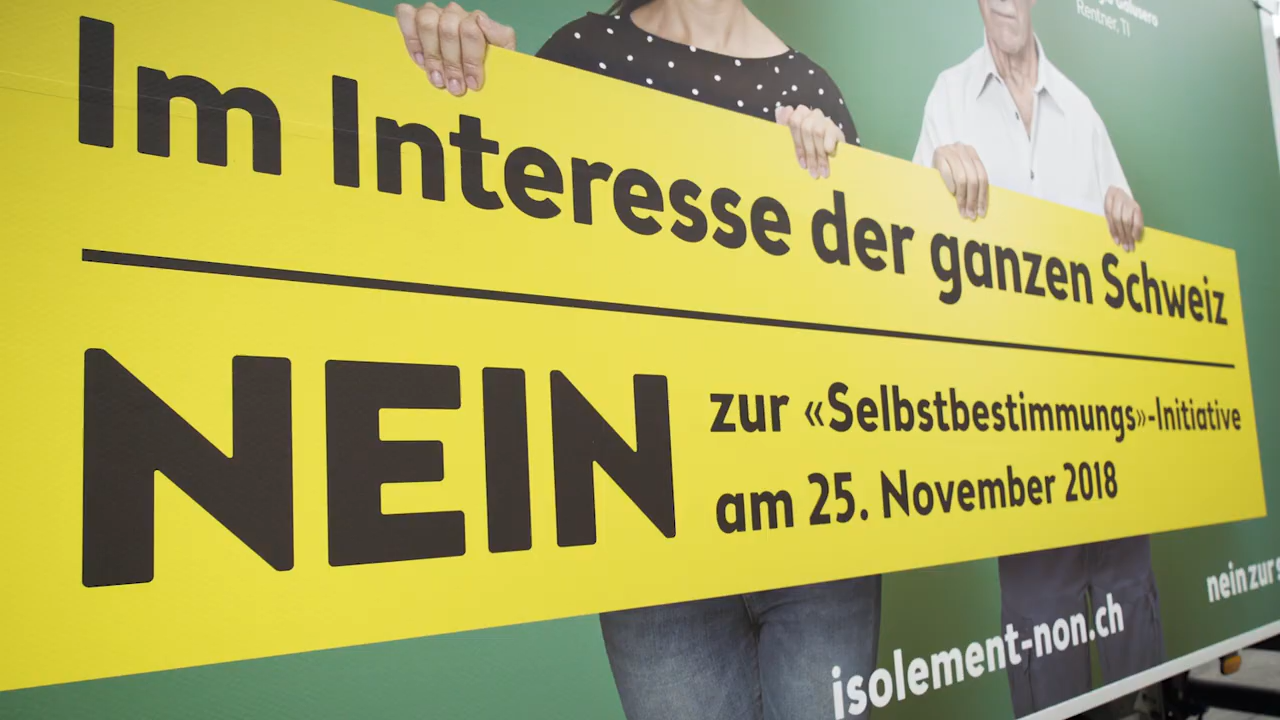 Rentner, TI
Im Interesse der ganzen Schweiz
NEIN
zur «Selbstbestimmungs»-Initiative
am 25. November 2018
nein zur
isolement-non.ch